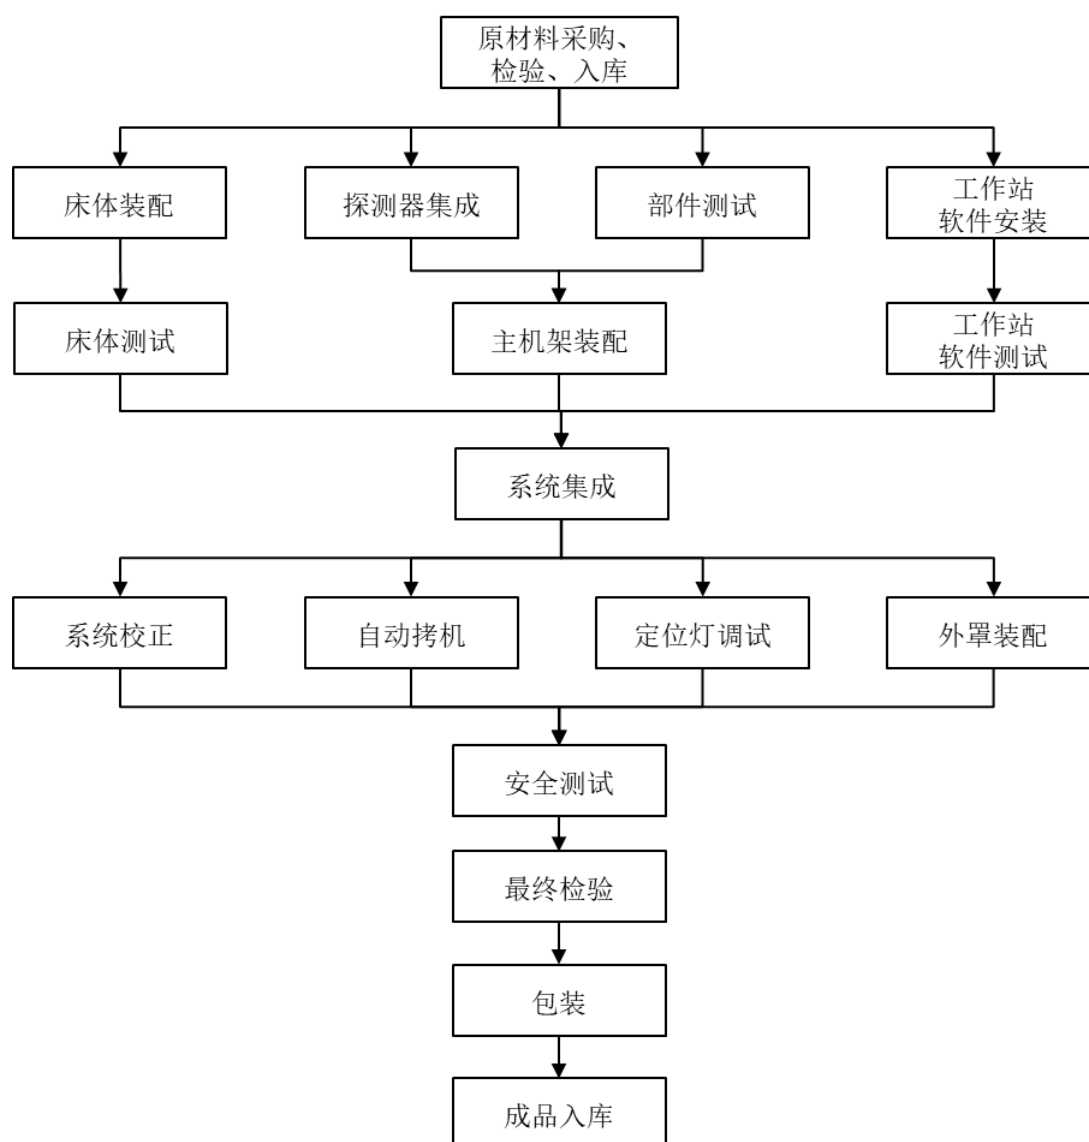 原材料采购、
检验、入库
床体装配
探测器集成
部件测试
工作站
软件安装
床体测试
主机架装配
工作站
软件测试
系统集成
系统校正
自动拷机
定位灯调试
外罩装配
安全测试
最终检验
包装
成品入库